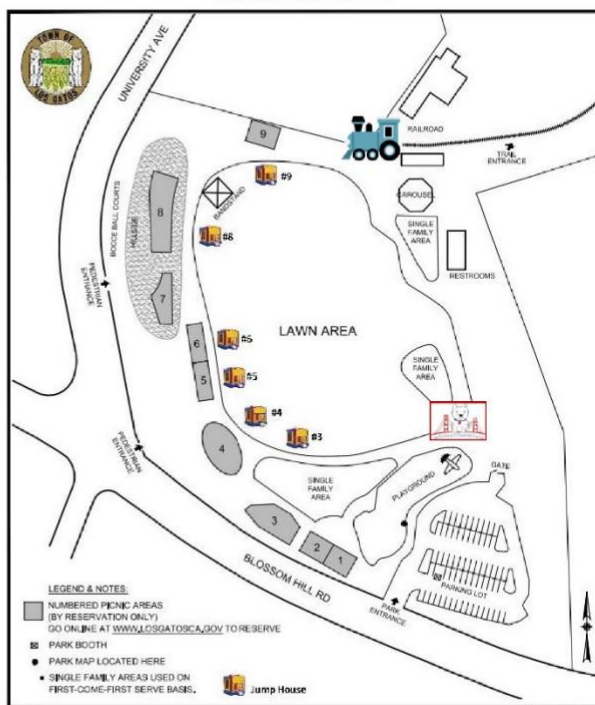 TOWN OF
LOS GATOS
UNIVERSITY AVE
9
#9
RAILROAD
TRAIL
ENTRANCE
CAROUSEL
SINGLE
FAMILY
AREA
RESTROOMS
BANDSTAND
#8
BOCCE BALL COURTS
HILLSIDE
8
7
PEDESTRIAN
ENTRANCE
LAWN AREA
6
#6
5
#5
SINGLE
FAMILY
AREA
#4
#3
4
PEDESTRIAN
ENTRANCE
SINGLE
FAMILY
AREA
PLAYGROUND
GATE
3
2
1
PARKING LOT
BLOSSOM HILL RD
PARK
ENTRANCE
LEGEND & NOTES:
NUMBERED PICNIC AREAS
(BY RESERVATION ONLY)
GO ONLINE AT WWW.LOSGATOSCA.GOV TO RESERVE
PARK BOOTH
PARK MAP LOCATED HERE
SINGLE FAMILY AREAS USED ON
FIRST-COME-FIRST SERVE BASIS.
Jump House